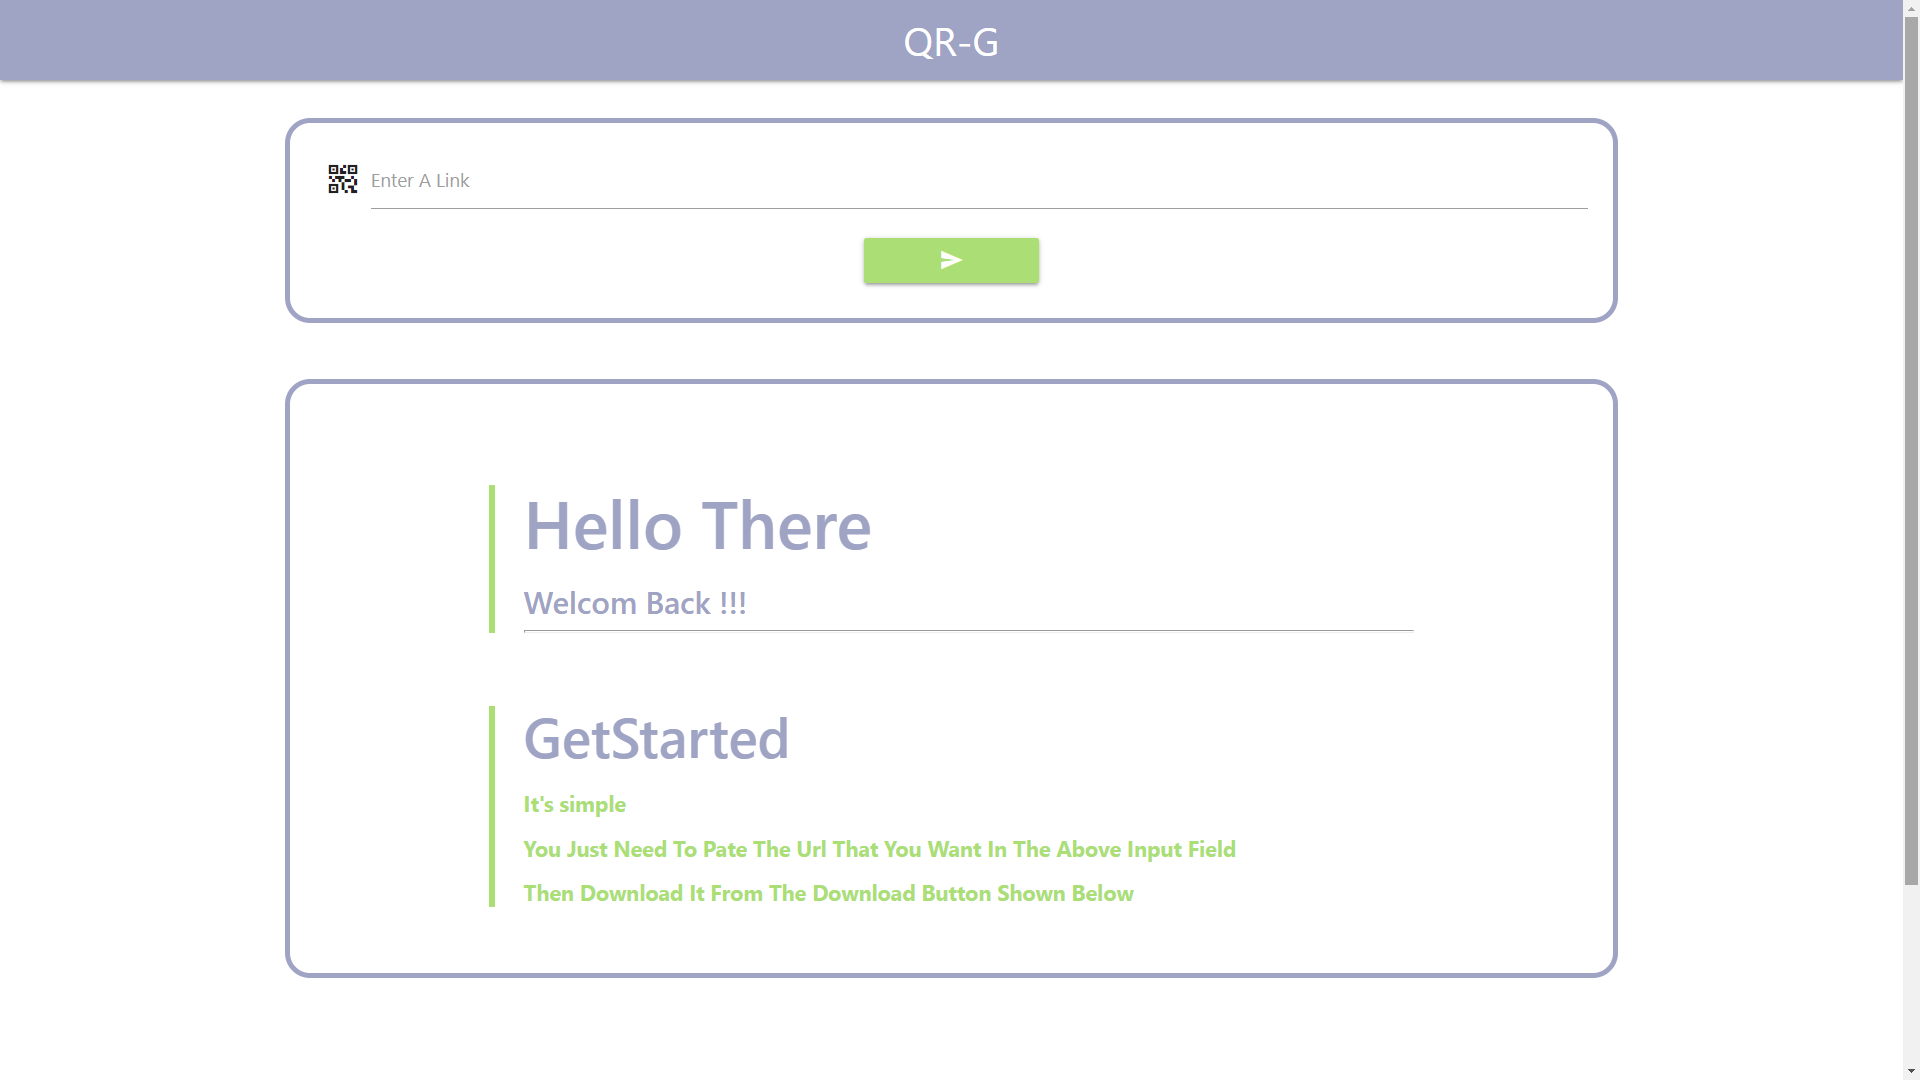 QR-G
Enter A Link
Hello There
Welcom Back !!!
GetStarted
It's simple
You Just Need To Pate The Url That You Want In The Above Input Field
Then Download It From The Download Button Shown Below